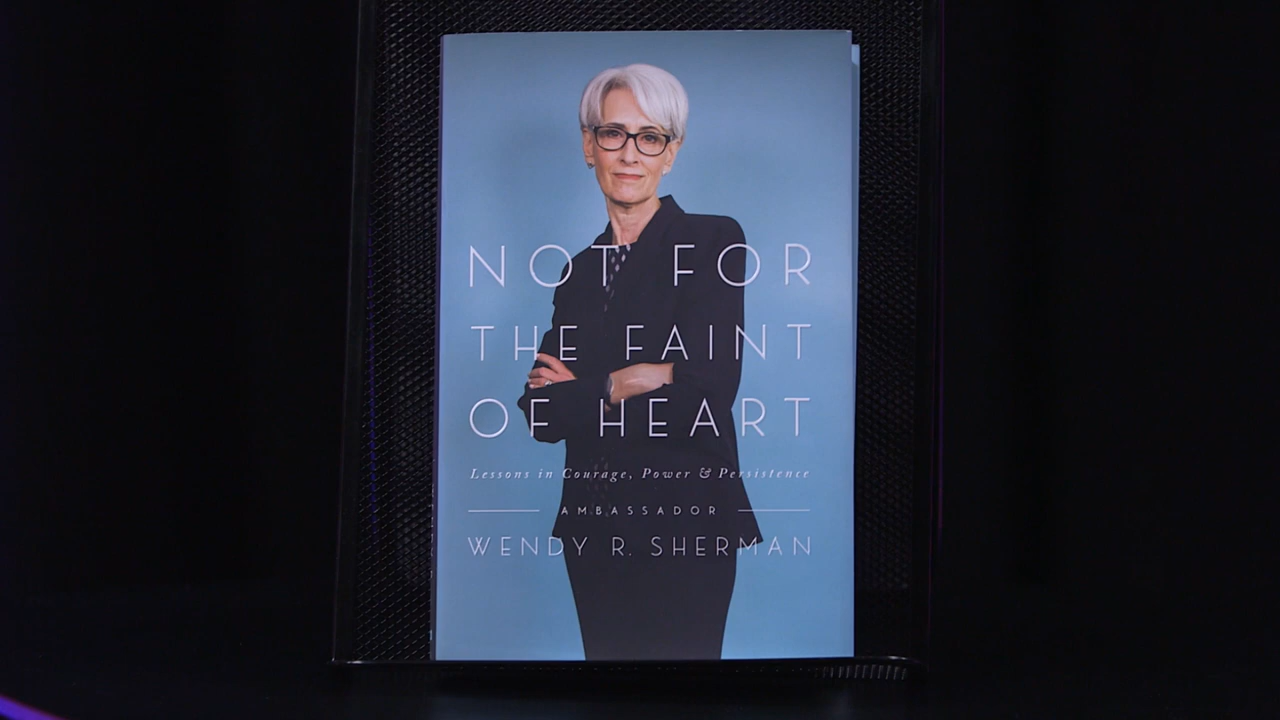 NOT FOR
THE FAINT
OF HEART
Lessons in Courage, Power & Persistence
AMBASSADOR
WENDY R. SHERMAN